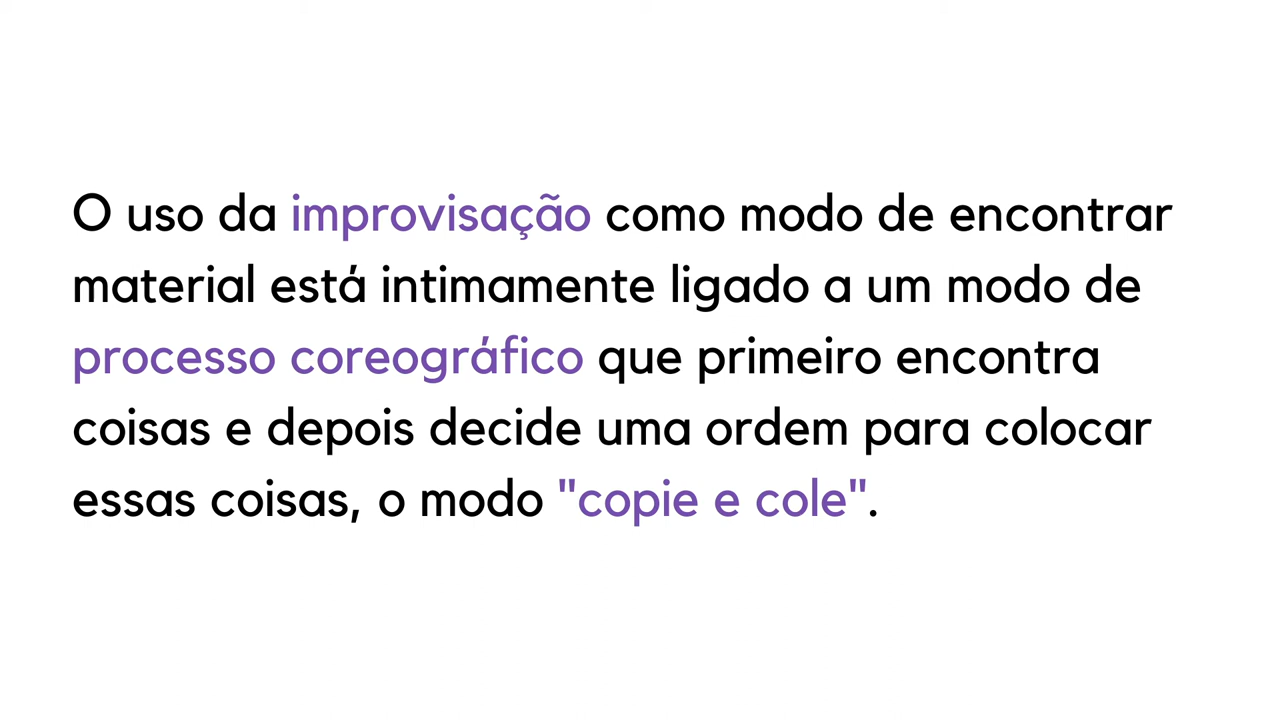 O uso da improvisação como modo de encontrar
material está intimamente ligado a um modo de
processo coreográfico que primeiro encontra
coisas e depois decide uma ordem para colocar
essas coisas, o modo "copie e cole".